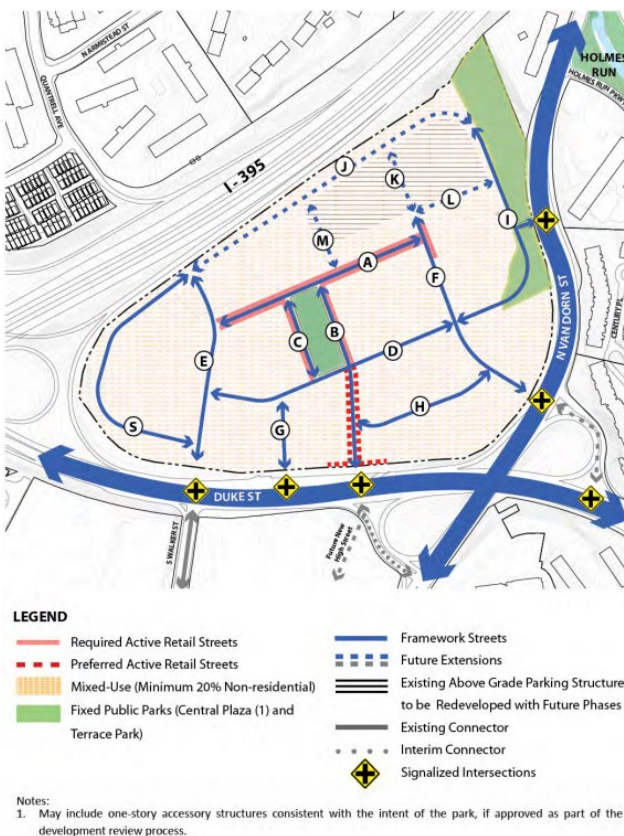 N ARMISTEAD ST
HOLMES
RUN
HOLMES RUN PKWY
QUANTRELL AVE
I - 395
J
K
L
I
M
A
F
B
C
N VAN DORN ST
CENTURY PL
E
D
H
G
S
DUKE ST
S WALKER ST
Future New
High Street
LEGEND
Required Active Retail Streets
Preferred Active Retail Streets
Mixed-Use (Minimum 20% Non-residential)
Fixed Public Parks (Central Plaza (1) and
Terrace Park)
Framework Streets
Future Extensions
Existing Above Grade Parking Structure
to be Redeveloped with Future Phases
Existing Connector
Interim Connector
Signalized Intersections
Notes:
1. May include one-story accessory structures consistent with the intent of the park, if approved as part of the
development review process.